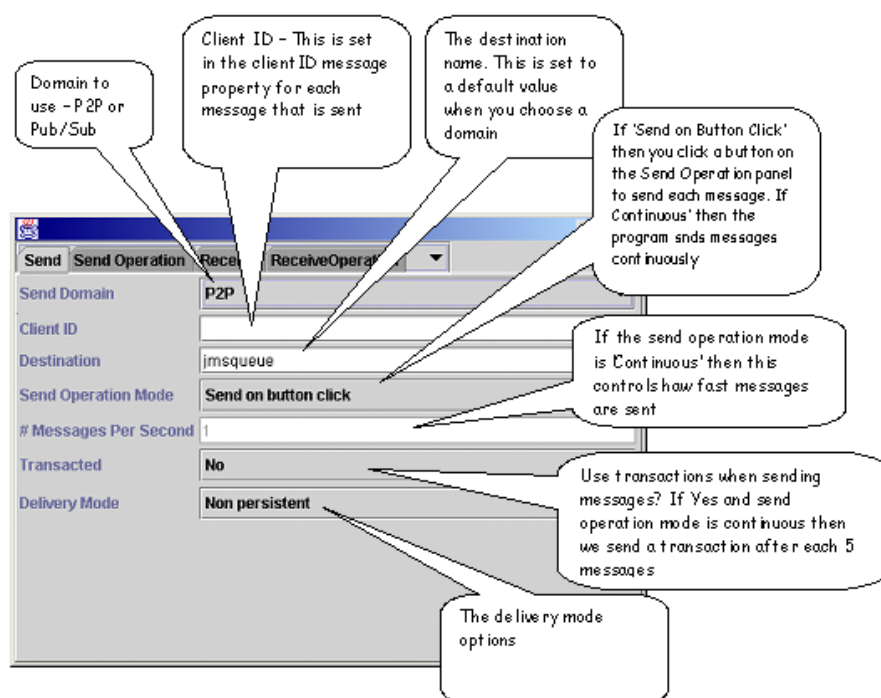 Client ID – This is set
in the client ID message
property for each
message that is sent
The destination
name. This is set to
a default value
when you choose a
domain
Domain to
use – P2P or
Pub/Sub
If 'Send on Button Click'
then you click a button on
the Send Operation panel
to send each message. If
Continuous' then the
program snds messages
continuously
Send Send Operation Recei ReceiveOperation
Send Domain P2P
Client ID
Destination jmsqueue
Send Operation Mode Send on button click
# Messages Per Second 1
Transacted No
Delivery Mode Non persistent
If the send operation mode
is 'Continuous' then this
controls how fast messages
are sent
Use transactions when sending
messages? If Yes and send
operation mode is continuous then
we send a transaction after each 5
messages
The delivery mode
options